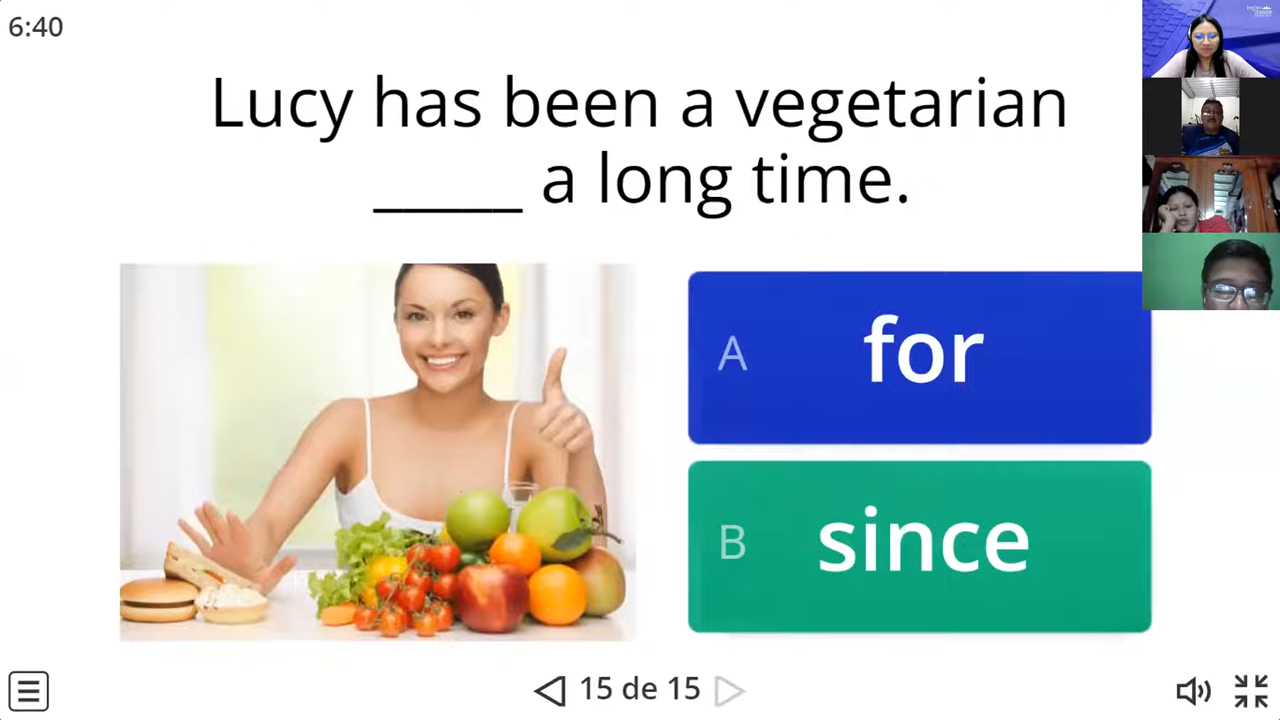 6:40
Lucy has been a vegetarian
_____ a long time.
A for
B since
15 de 15